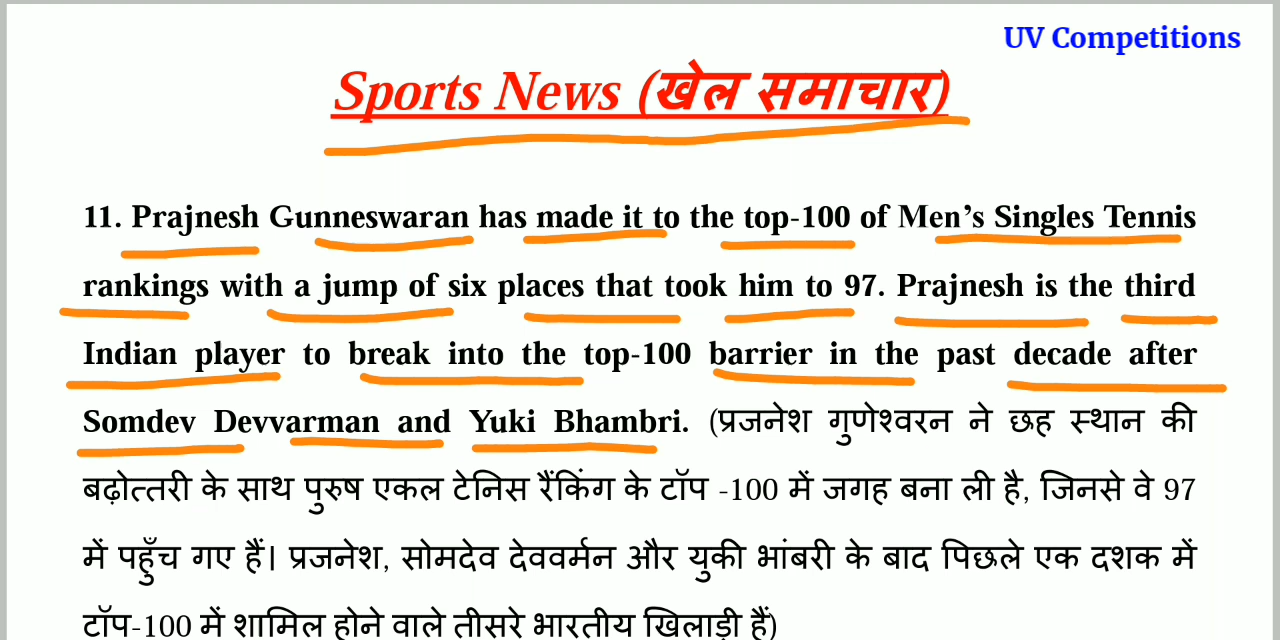 UV Competitions
Sports News (खेल समाचार)
11. Prajnesh Gunneswaran has made it to the top-100 of Men’s Singles Tennis
rankings with a jump of six places that took him to 97. Prajnesh is the third
Indian player to break into the top-100 barrier in the past decade after
Somdev Devvarman and Yuki Bhambri. (प्रजनेश गुणेश्वरन ने छह स्थान की
बढ़ोत्तरी के साथ पुरुष एकल टेनिस रैंकिंग के टॉप -100 में जगह बना ली है, जिनसे वे 97
में पहुँच गए हैं। प्रजनेश, सोमदेव देववर्मन और युकी भांबरी के बाद पिछले एक दशक में
टॉप-100 में शामिल होने वाले तीसरे भारतीय खिलाड़ी हैं)